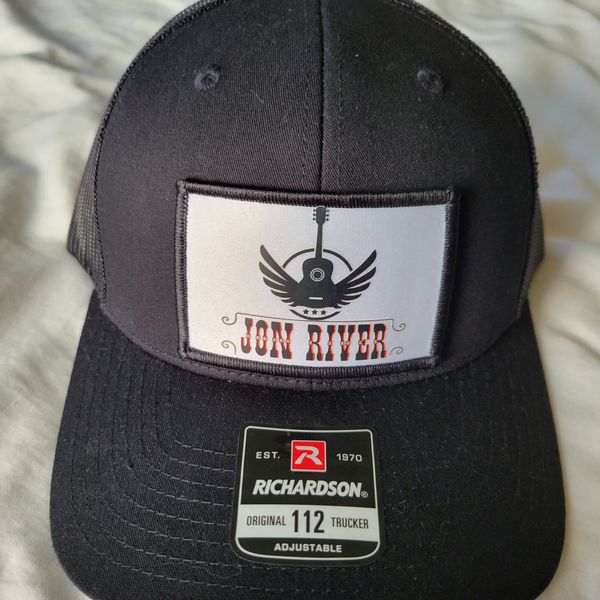 JON RIVER
EST. R 1970
RICHARDSON®
ORIGINAL 112 TRUCKER
ADJUSTABLE